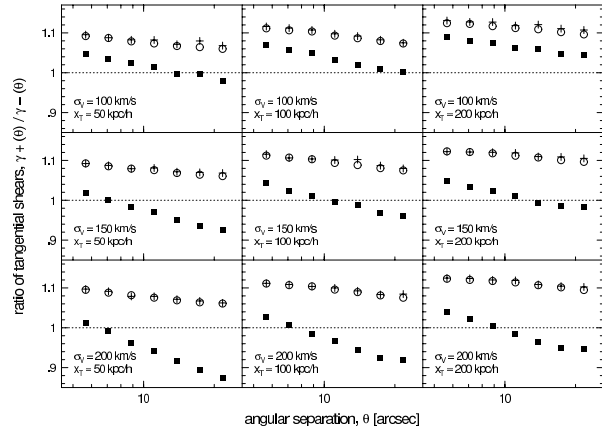 1.1
1
.9
σV = 100 km/s
xT = 50 kpc/h
σV = 100 km/s
xT = 100 kpc/h
σV = 100 km/s
xT = 200 kpc/h
ratio of tangential shears, γ + (θ) / γ − (θ)
1.1
1
.9
σV = 150 km/s
xT = 50 kpc/h
σV = 150 km/s
xT = 100 kpc/h
σV = 150 km/s
xT = 200 kpc/h
1.1
1
.9
σV = 200 km/s
xT = 50 kpc/h
σV = 200 km/s
xT = 100 kpc/h
σV = 200 km/s
xT = 200 kpc/h
10 10 10
angular separation, θ [arcsec]